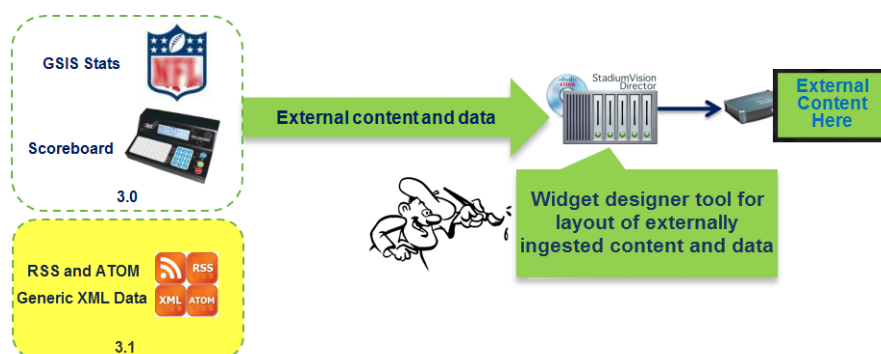 GSIS Stats
NFL
Scoreboard
3.0
External content and data
CISCO
StadiumVision
Director
External
Content
Here
Widget designer tool for
layout of externally
ingested content and data
RSS and ATOM
RSS
Generic XML Data
XML
ATOM
3.1